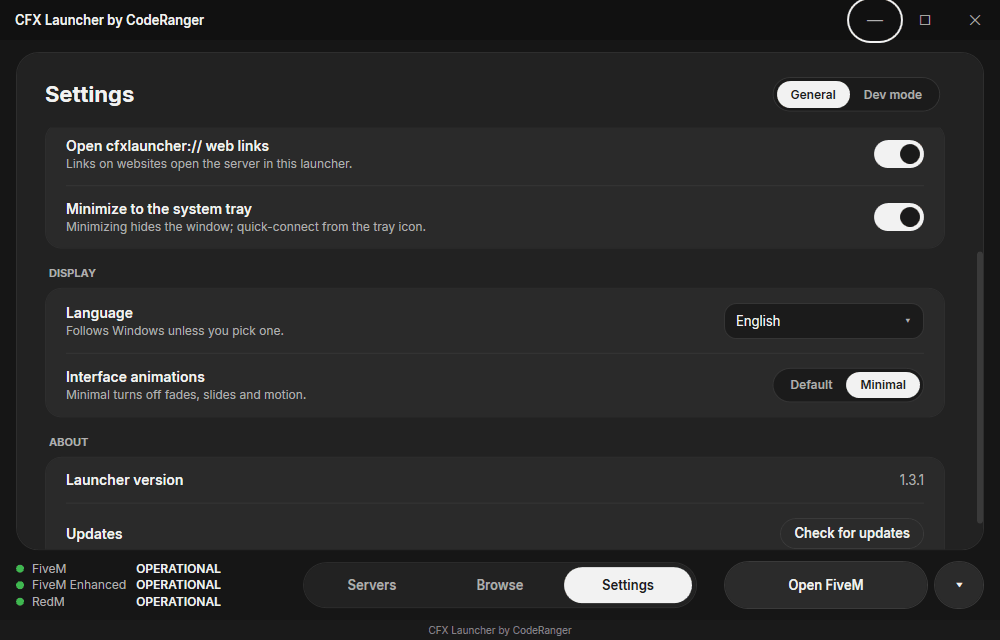 CFX Launcher by CodeRanger
Settings
General
Dev mode
Open cfxlauncher:// web links
Links on websites open the server in this launcher.
Minimize to the system tray
Minimizing hides the window; quick-connect from the tray icon.
DISPLAY
Language
Follows Windows unless you pick one.
English
Interface animations
Minimal turns off fades, slides and motion.
Default
Minimal
ABOUT
Launcher version
1.3.1
Updates
Check for updates
FiveM OPERATIONAL
FiveM Enhanced OPERATIONAL
RedM OPERATIONAL
Servers
Browse
Settings
Open FiveM
CFX Launcher by CodeRanger